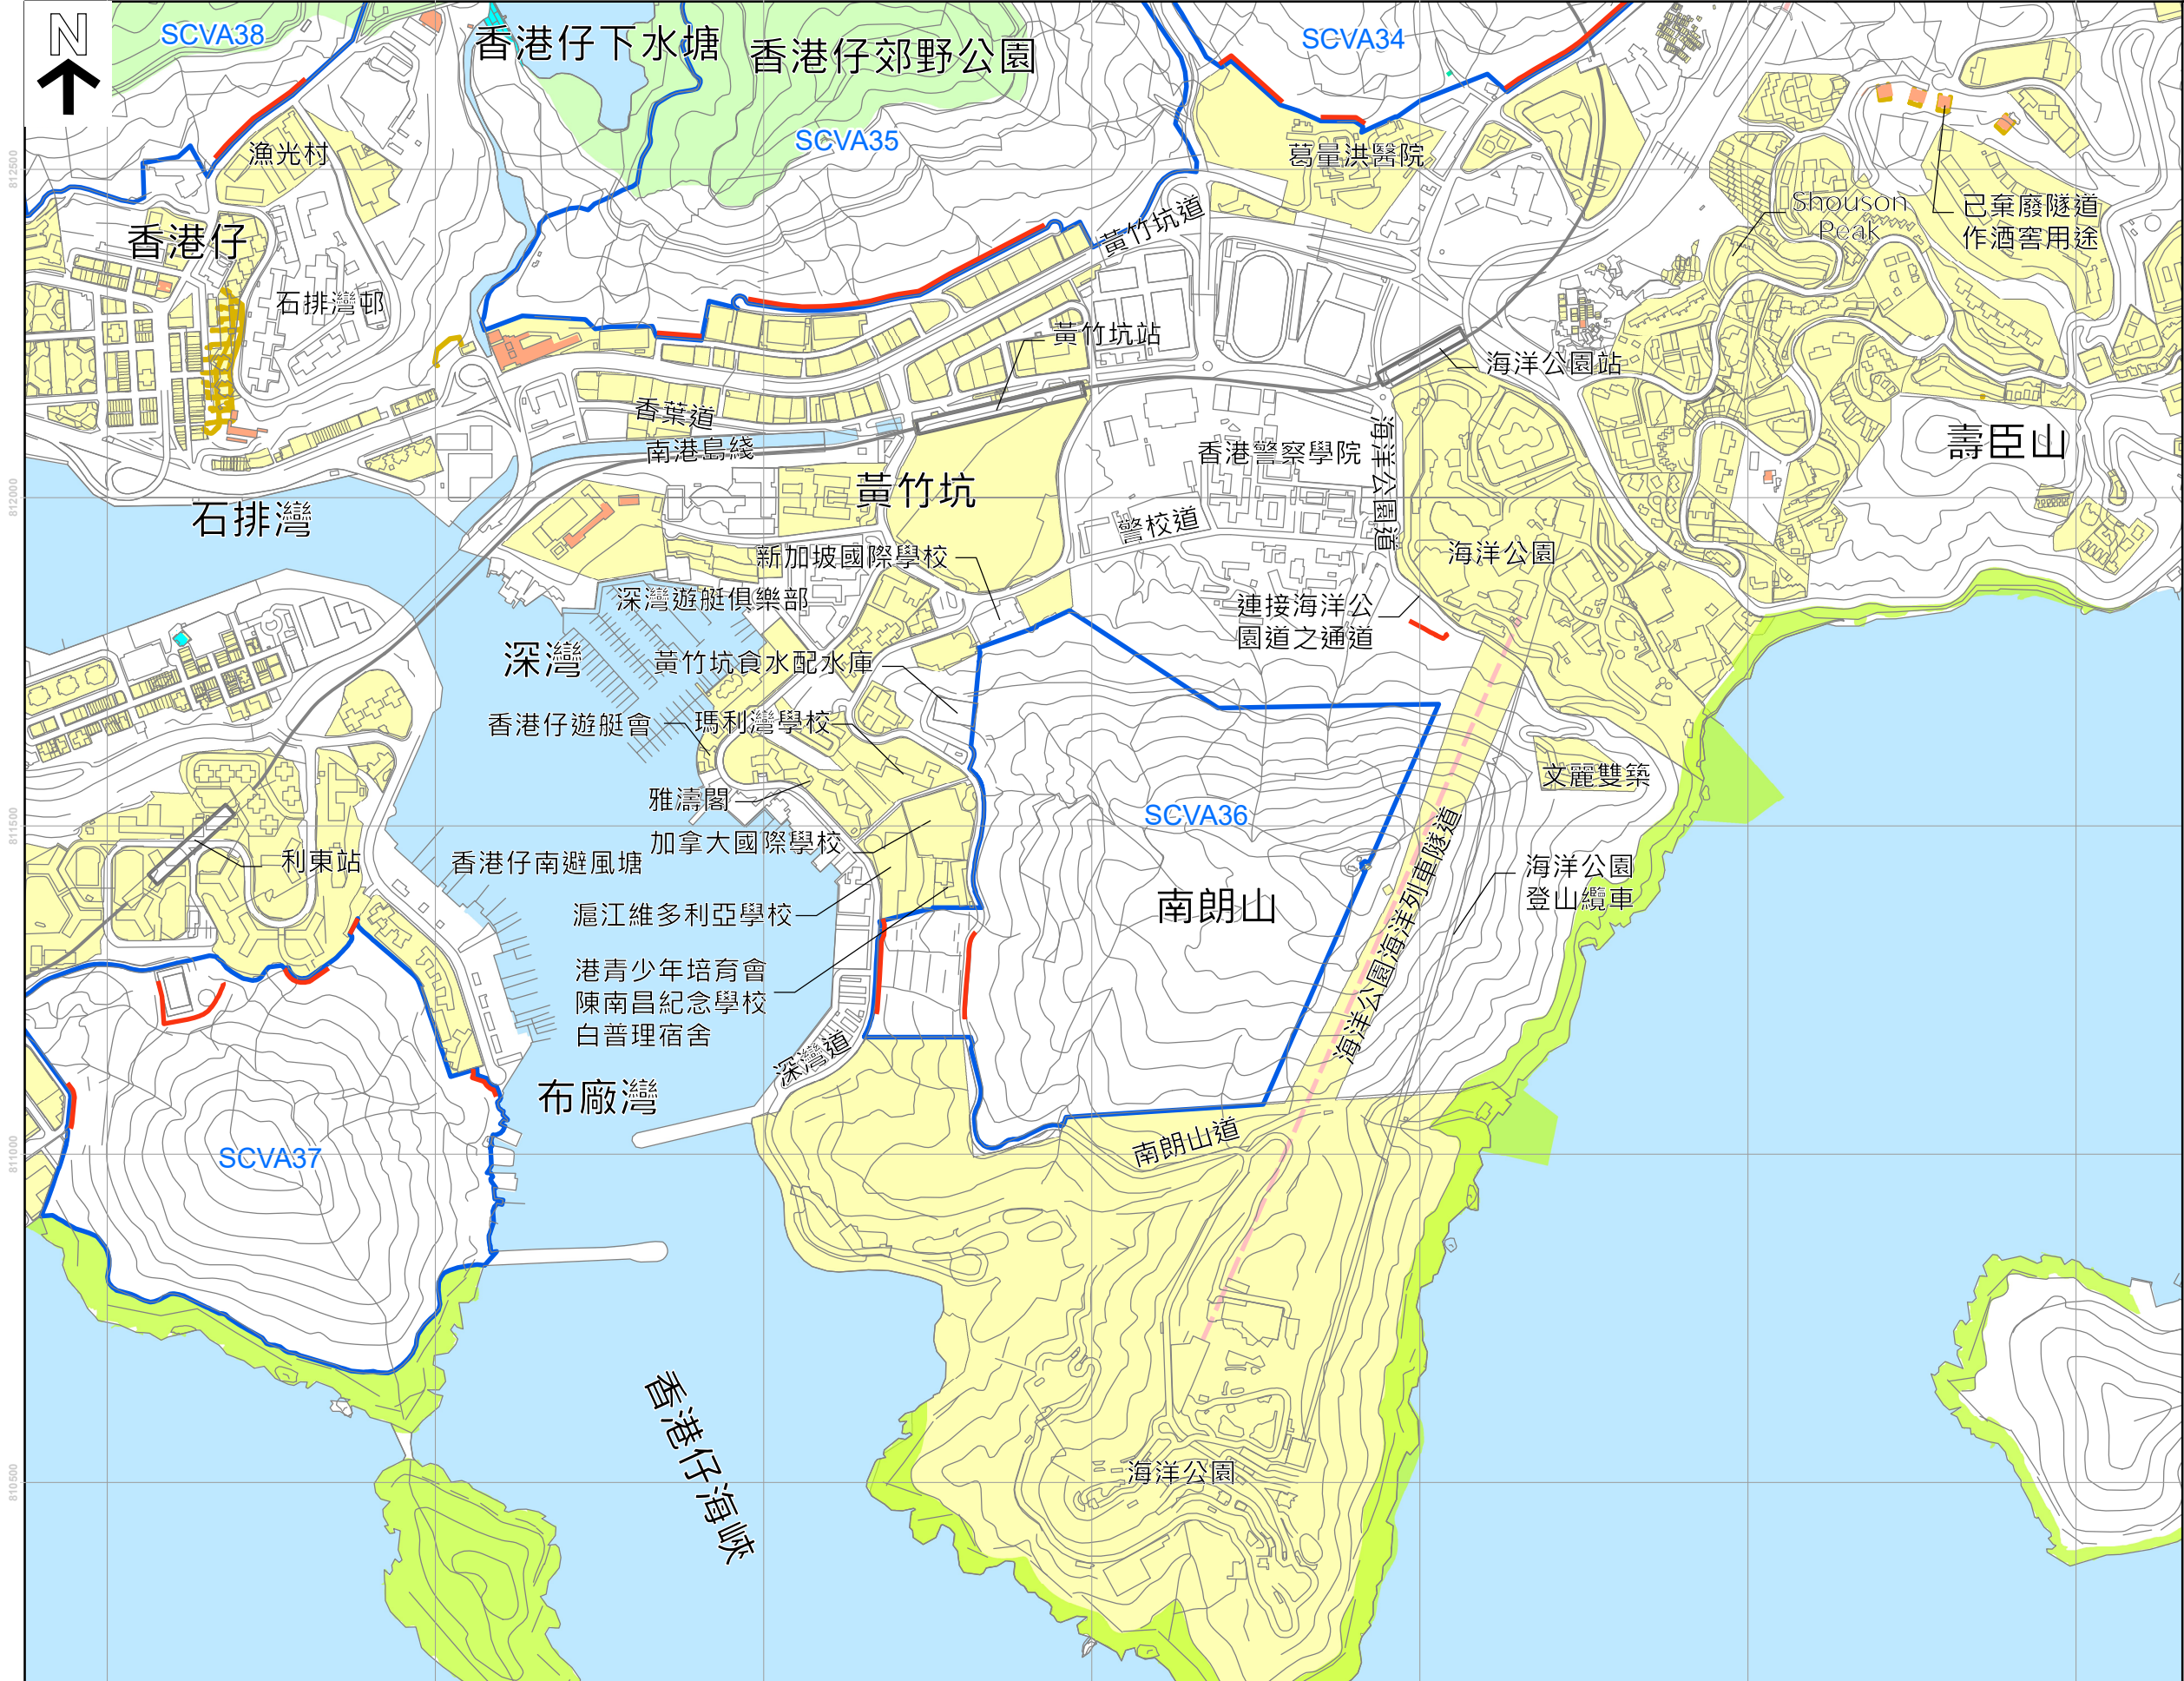 N
SCVA38
香港仔下水塘
香港仔郊野公園
SCVA34
SCVA35
漁光村
葛量洪醫院
812500
香港仔
黃竹坑道
Shouson
Peak
已棄廢隧道
作酒窖用途
石排灣邨
黃竹坑站
海洋公園站
香葉道
南港島綫
香港警察學院
海洋公園道
壽臣山
812000
石排灣
黃竹坑
警校道
新加坡國際學校
海洋公園
深灣遊艇俱樂部
連接海洋公
園道之通道
深灣
黃竹坑食水配水庫
香港仔遊艇會
瑪利灣學校
文麗雙築
雅濤閣
SCVA36
811500
加拿大國際學校
利東站
香港仔南避風塘
海洋公園
登山纜車
滬江維多利亞學校
南朗山
海洋公園海洋列車隧道
港青少年培育會
陳南昌紀念學校
白普理宿舍
深灣道
布廠灣
南朗山道
811000
SCVA37
香港仔海峽
海洋公園
810500